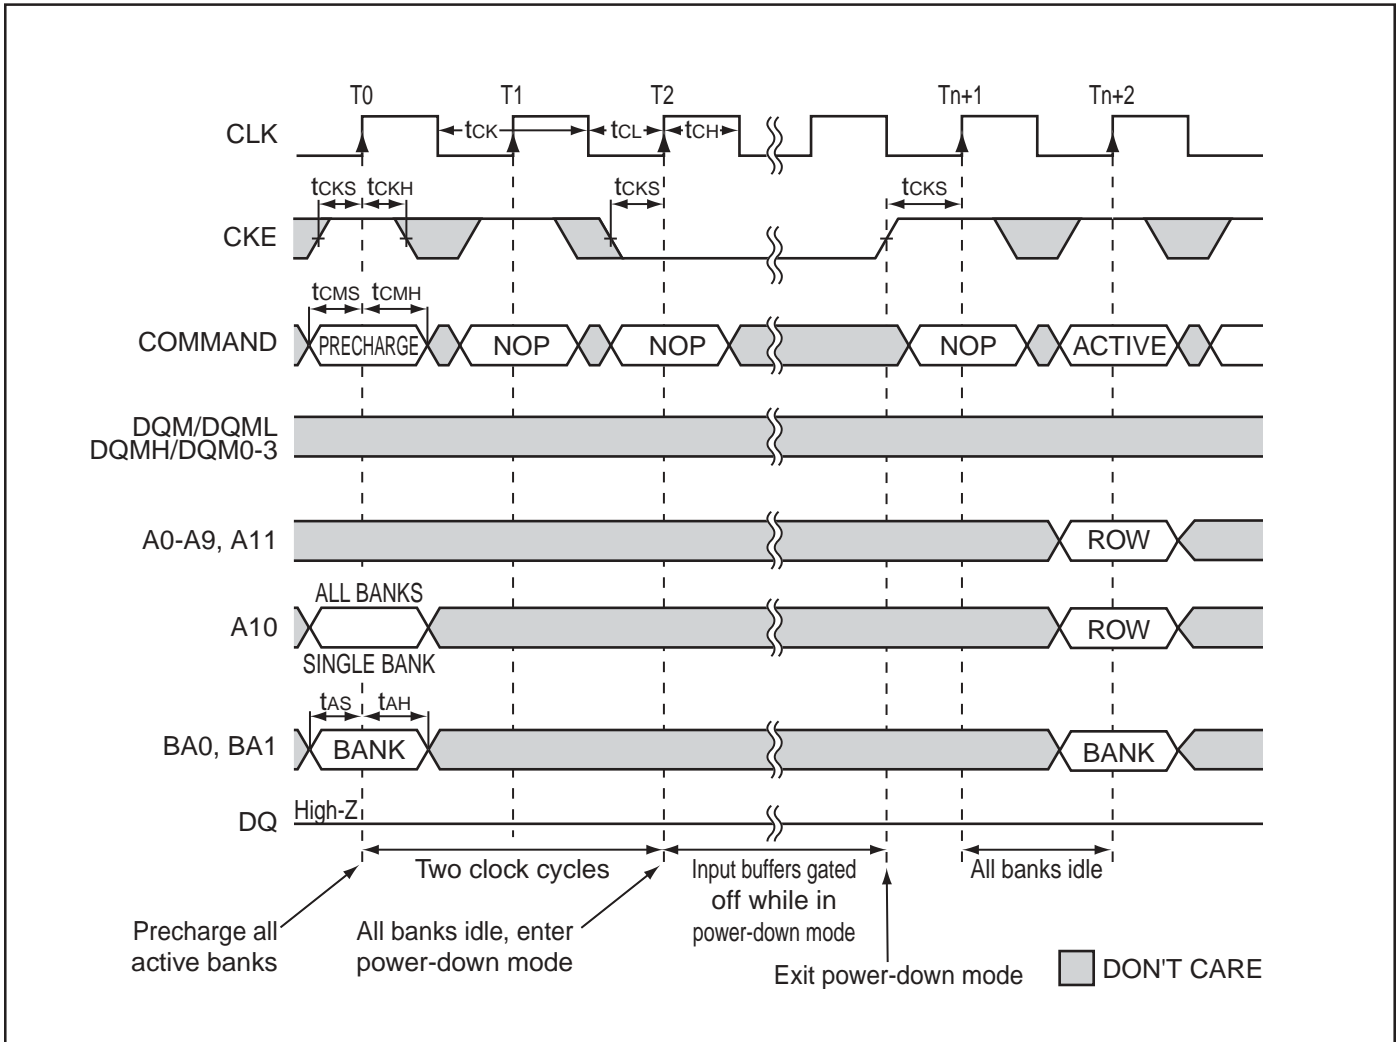 T0 T1 T2 Tn+1 Tn+2
CLK tCK tCL tCH
tCKS tCKH tCKS tCKS
CKE
tCMS tCMH
COMMAND PRECHARGE NOP NOP NOP ACTIVE
DQM/DQML
DQMH/DQM0-3
A0-A9, A11 ROW
ALL BANKS
A10 ROW
SINGLE BANK
tAS tAH
BA0, BA1 BANK BANK
DQ High-Z
Two clock cycles
Input buffers gated
off while in
power-down mode
All banks idle
Precharge all
active banks
All banks idle, enter
power-down mode
Exit power-down mode
DON'T CARE